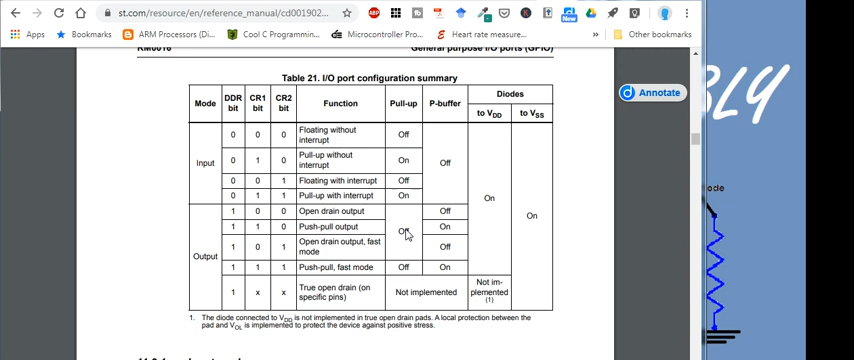 st.com/resource/en/reference_manual/cd001902...
Apps Bookmarks ARM Processors (Di... Cool C Programming... Microcontroller Pro... Heart rate measure... Other bookmarks
RM0016 General purpose I/O ports (GPIO)
Annotate
BLY
ode
Table 21. I/O port configuration summary
Mode DDR bit CR1 bit CR2 bit Function Pull-up P-buffer Diodes
to VDD to VSS
Input 0 0 0 Floating without interrupt Off Off On On
0 1 0 Pull-up without interrupt On
0 0 1 Floating with interrupt Off
0 1 1 Pull-up with interrupt On
Output 1 0 0 Open drain output Off Off
1 1 0 Push-pull output On
1 0 1 Open drain output, fast mode Off
1 1 1 Push-pull, fast mode Off On
1 x x True open drain (on specific pins) Not implemented Not im-plemented (1)
1. The diode connected to VDD is not implemented in true open drain pads. A local protection between the
pad and VOL is implemented to protect the device against positive stress.